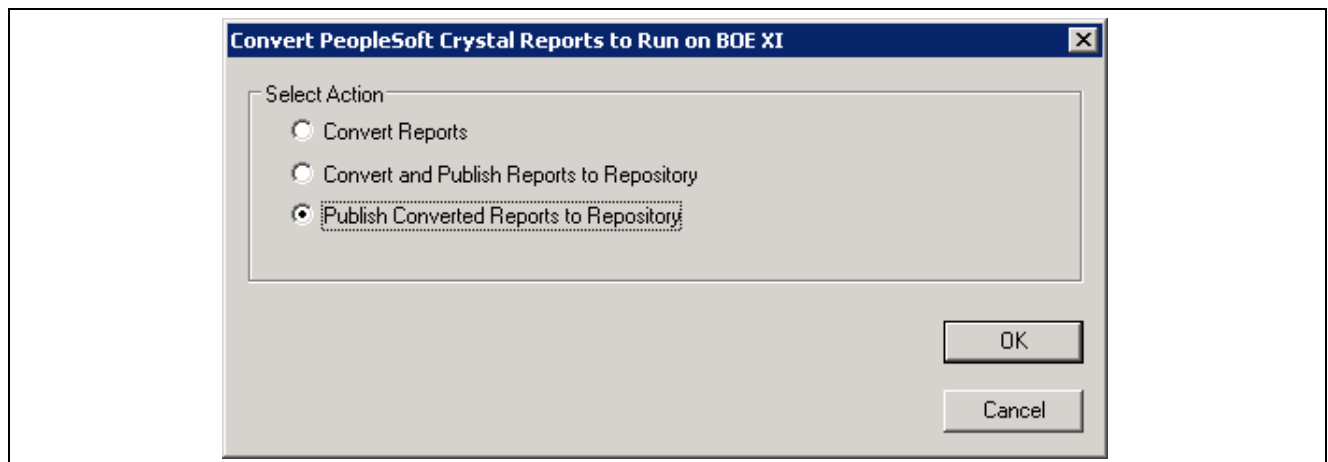 Convert PeopleSoft Crystal Reports to Run on BOE XI
Select Action
Convert Reports
Convert and Publish Reports to Repository
Publish Converted Reports to Repository
OK
Cancel